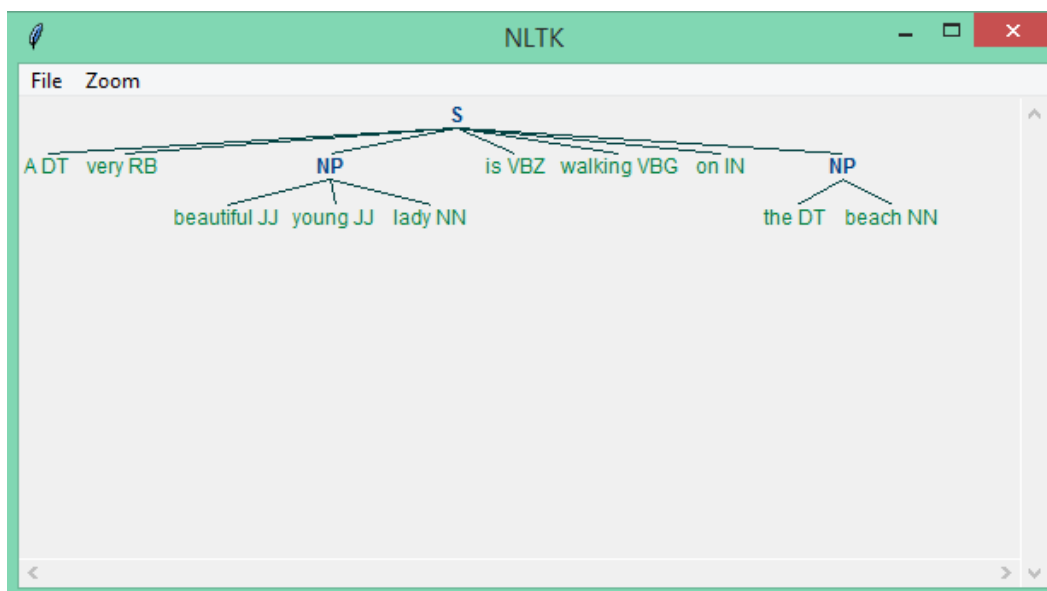 NLTK
File Zoom
S
A DT very RB NP is VBZ walking VBG on IN NP
beautiful JJ young JJ lady NN the DT beach NN